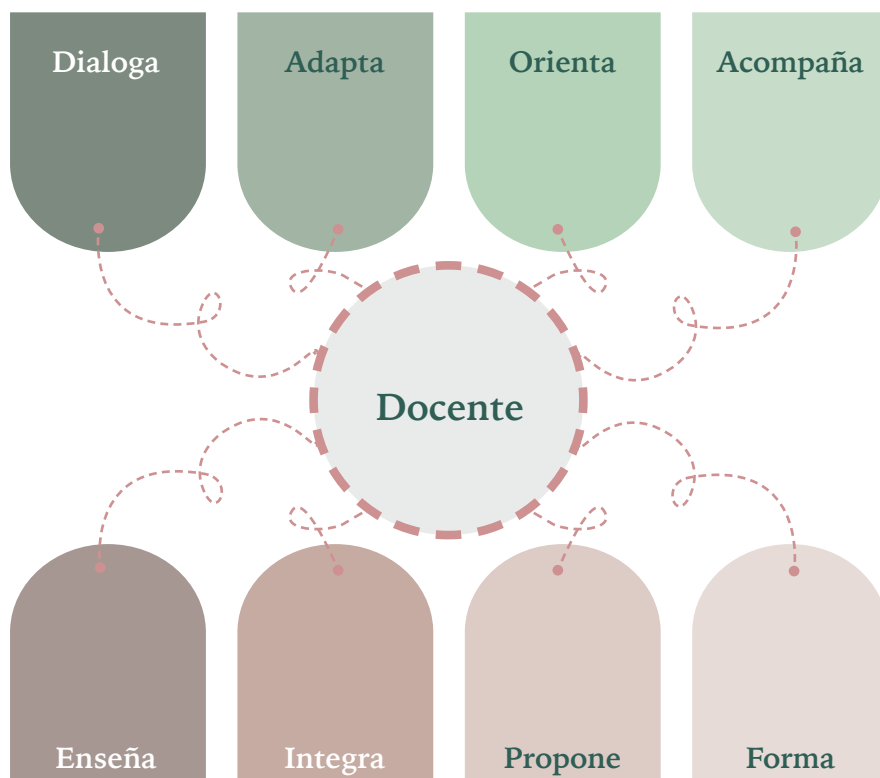 Dialoga
Adapta
Orienta
Acompaña
Docente
Enseña
Integra
Propone
Forma